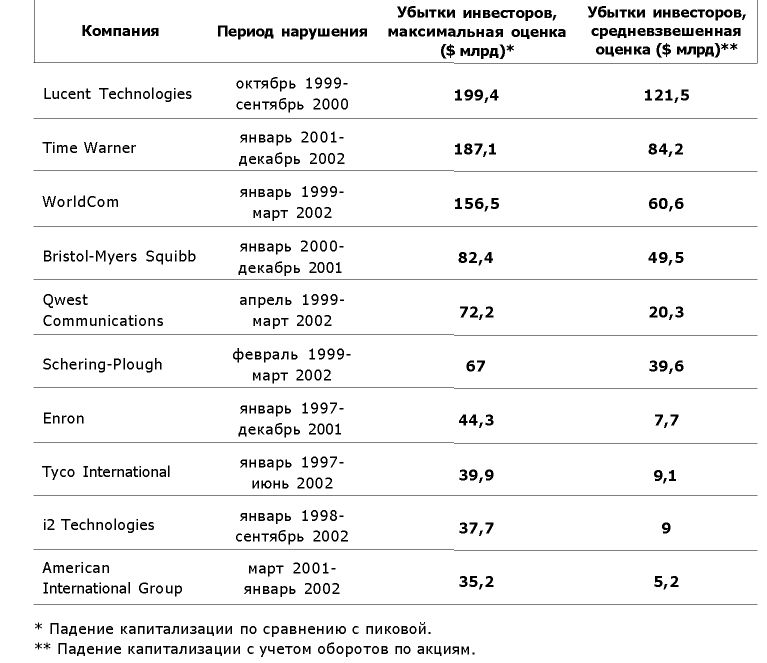 Компания
Период нарушения
Убытки инвесторов,
максимальная оценка
($ млрд)*
Убытки инвесторов,
средневзвешенная
оценка ($ млрд)**
Lucent Technologies
октябрь 1999-
сентябрь 2000
199,4
121,5
Time Warner
январь 2001-
декабрь 2002
187,1
84,2
WorldCom
январь 1999-
март 2002
156,5
60,6
Bristol-Myers Squibb
январь 2000-
декабрь 2001
82,4
49,5
Qwest
Communications
апрель 1999-
март 2002
72,2
20,3
Schering-Plough
февраль 1999-
март 2002
67
39,6
Enron
январь 1997-
декабрь 2001
44,3
7,7
Tyco International
январь 1997-
июнь 2002
39,9
9,1
i2 Technologies
январь 1998-
сентябрь 2002
37,7
9
American
International Group
март 2001-
январь 2002
35,2
5,2
* Падение капитализации по сравнению с пиковой.
** Падение капитализации с учетом оборотов по акциям.